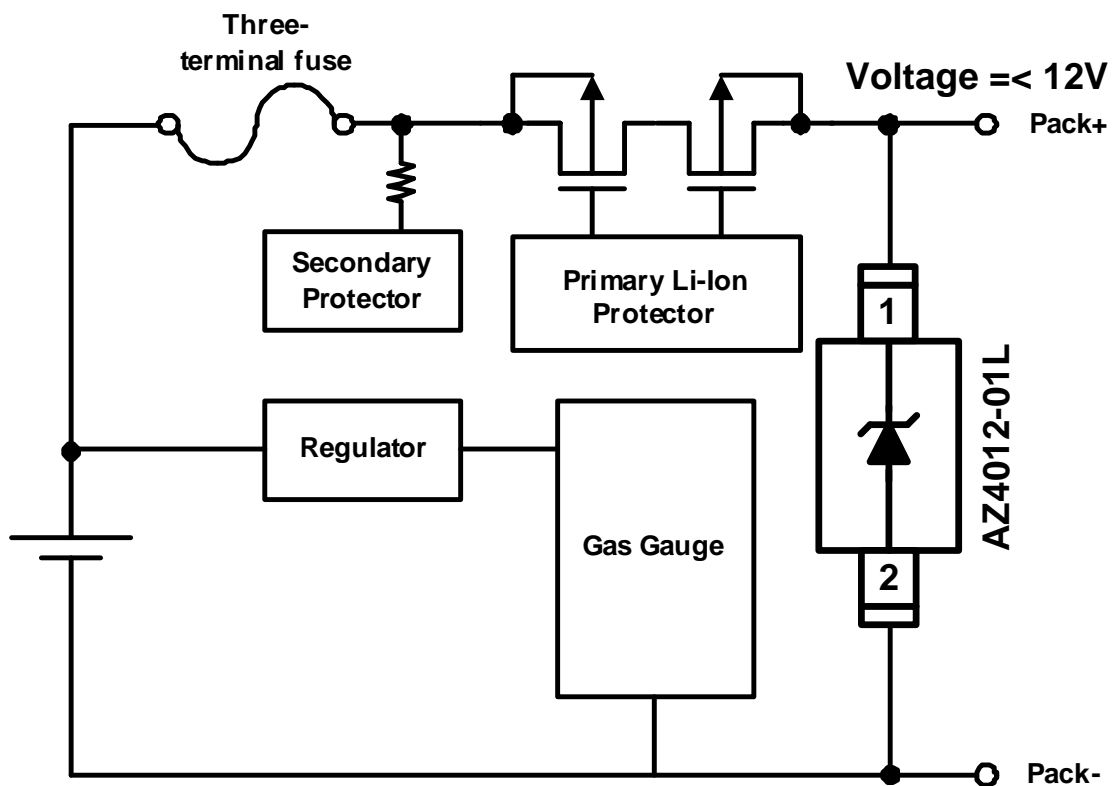 Three-
terminal fuse
Voltage =< 12V
Pack+
Secondary
Protector
Primary Li-Ion
Protector
1
AZ4012-01L
Regulator
Gas Gauge
2
Pack-